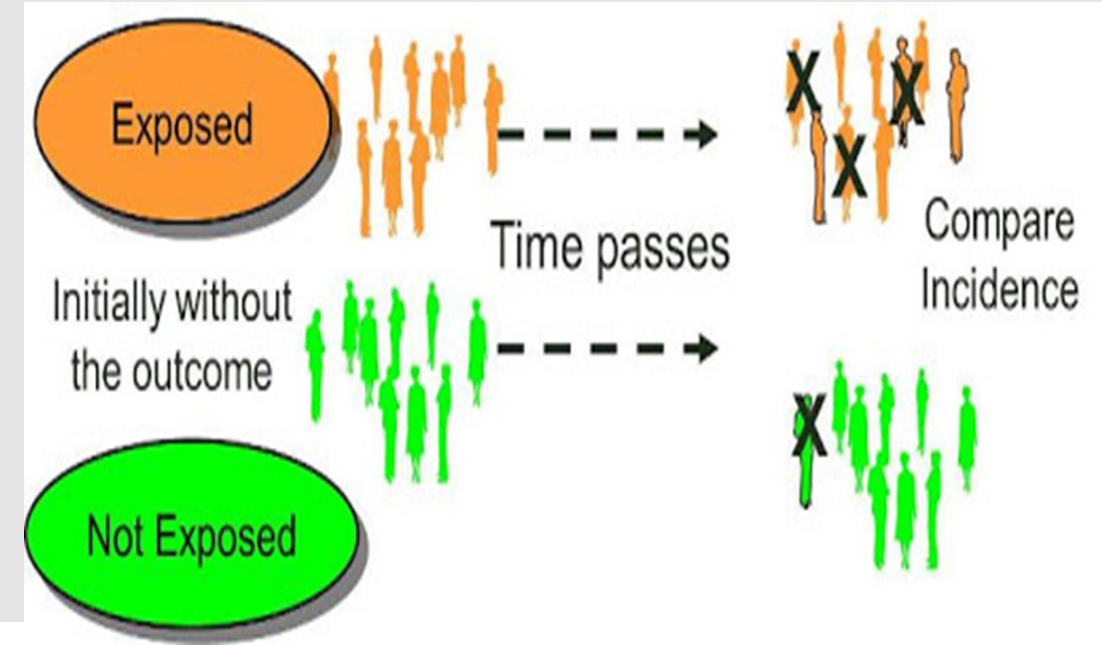 Exposed
Time passes
Compare
Incidence
Initially without
the outcome
Not Exposed
X
X
X
X